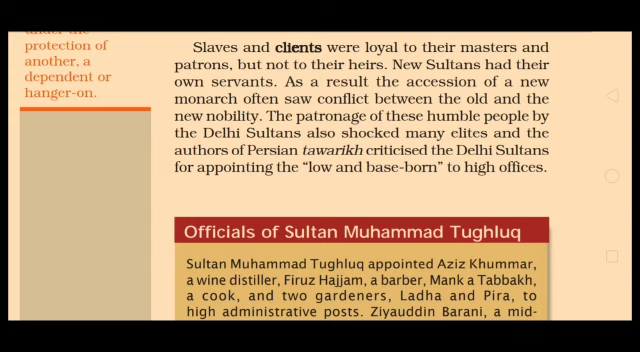 under the
protection of
another, a
dependent or
hanger-on.
Slaves and clients were loyal to their masters and
patrons, but not to their heirs. New Sultans had their
own servants. As a result the accession of a new
monarch often saw conflict between the old and the
new nobility. The patronage of these humble people by
the Delhi Sultans also shocked many elites and the
authors of Persian tawarikh criticised the Delhi Sultans
for appointing the “low and base-born” to high offices.
Officials of Sultan Muhammad Tughluq
Sultan Muhammad Tughluq appointed Aziz Khummar,
a wine distiller, Firuz Hajjam, a barber, Mank a Tabbakh,
a cook, and two gardeners, Ladha and Pira, to
high administrative posts. Ziyauddin Barani, a mid-